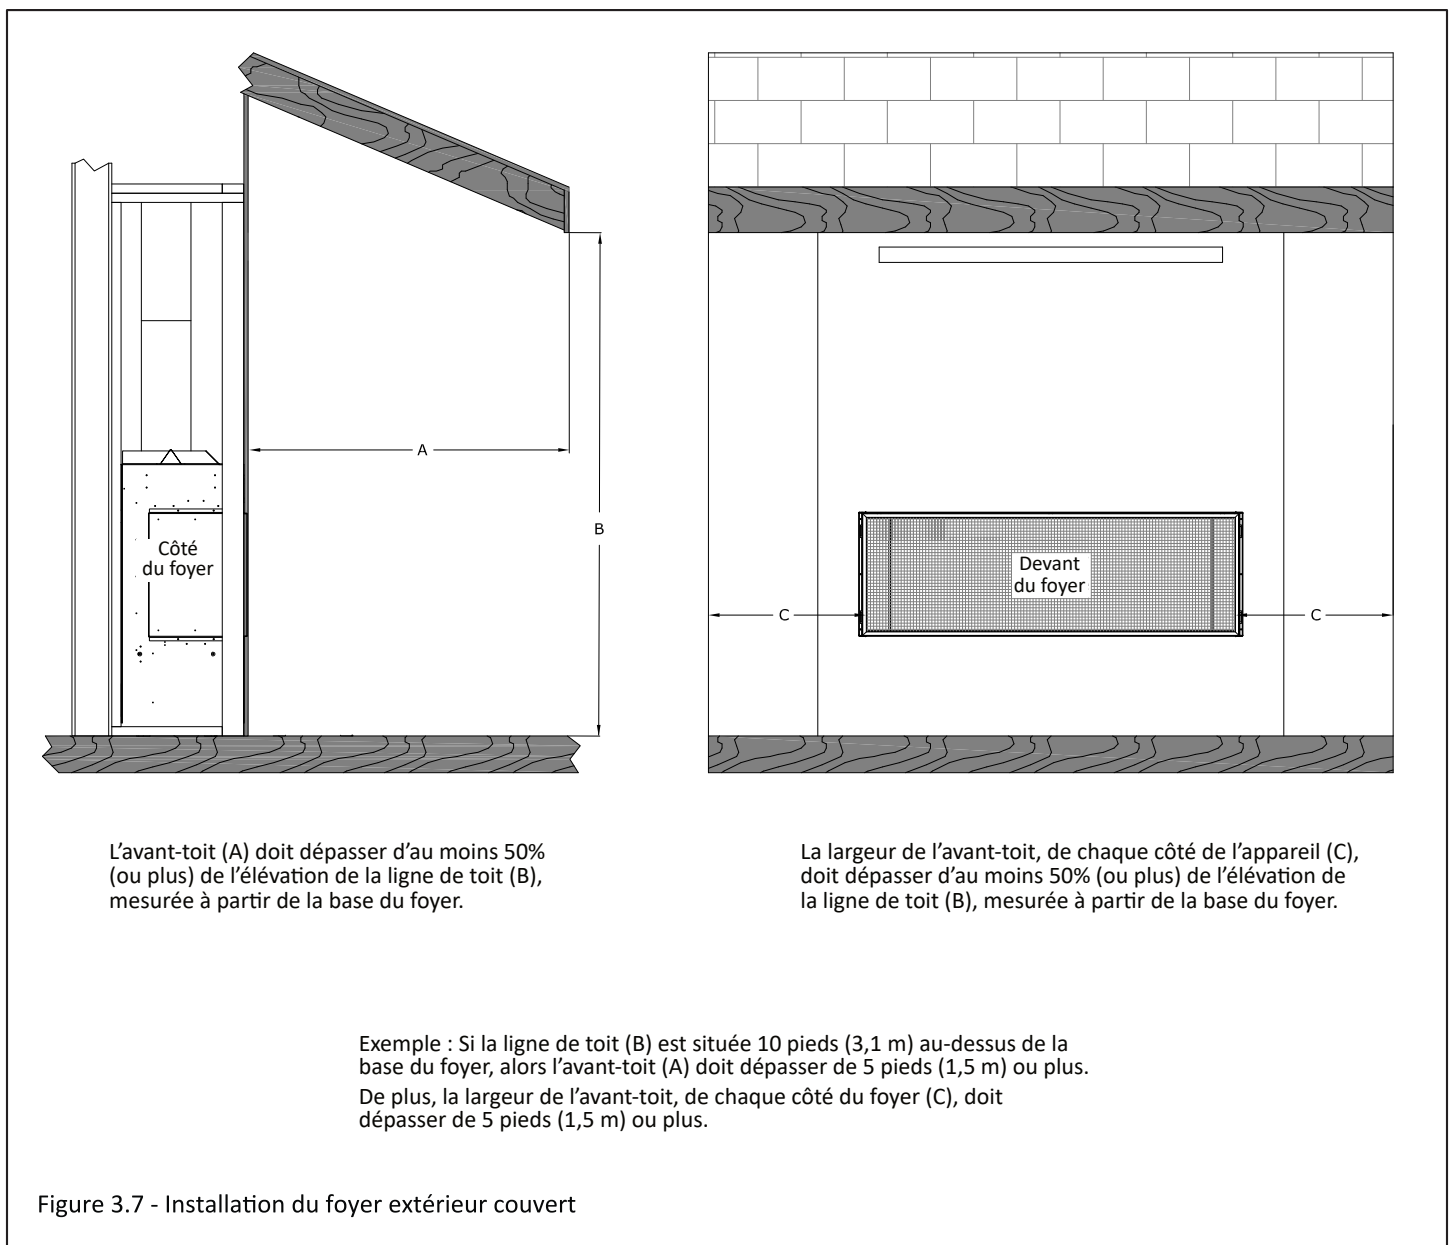 A
B
Côté
du foyer
Devant
du foyer
C
C
L'avant-toit (A) doit dépasser d'au moins 50%
(ou plus) de l'élévation de la ligne de toit (B),
mesurée à partir de la base du foyer.
La largeur de l'avant-toit, de chaque côté de l'appareil (C),
doit dépasser d'au moins 50% (ou plus) de l'élévation de
la ligne de toit (B), mesurée à partir de la base du foyer.
Exemple : Si la ligne de toit (B) est située 10 pieds (3,1 m) au-dessus de la
base du foyer, alors l'avant-toit (A) doit dépasser de 5 pieds (1,5 m) ou plus.
De plus, la largeur de l'avant-toit, de chaque côté du foyer (C), doit
dépasser de 5 pieds (1,5 m) ou plus.
Figure 3.7 - Installation du foyer extérieur couvert